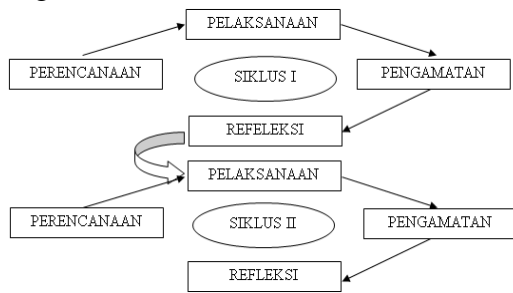 PELAKSANAAN
PERENCANAAN
SIKLUS I
PENGAMATAN
REFELEKSI
PELAKSANAAN
PERENCANAAN
SIKLUS II
PENGAMATAN
REFLEKSI